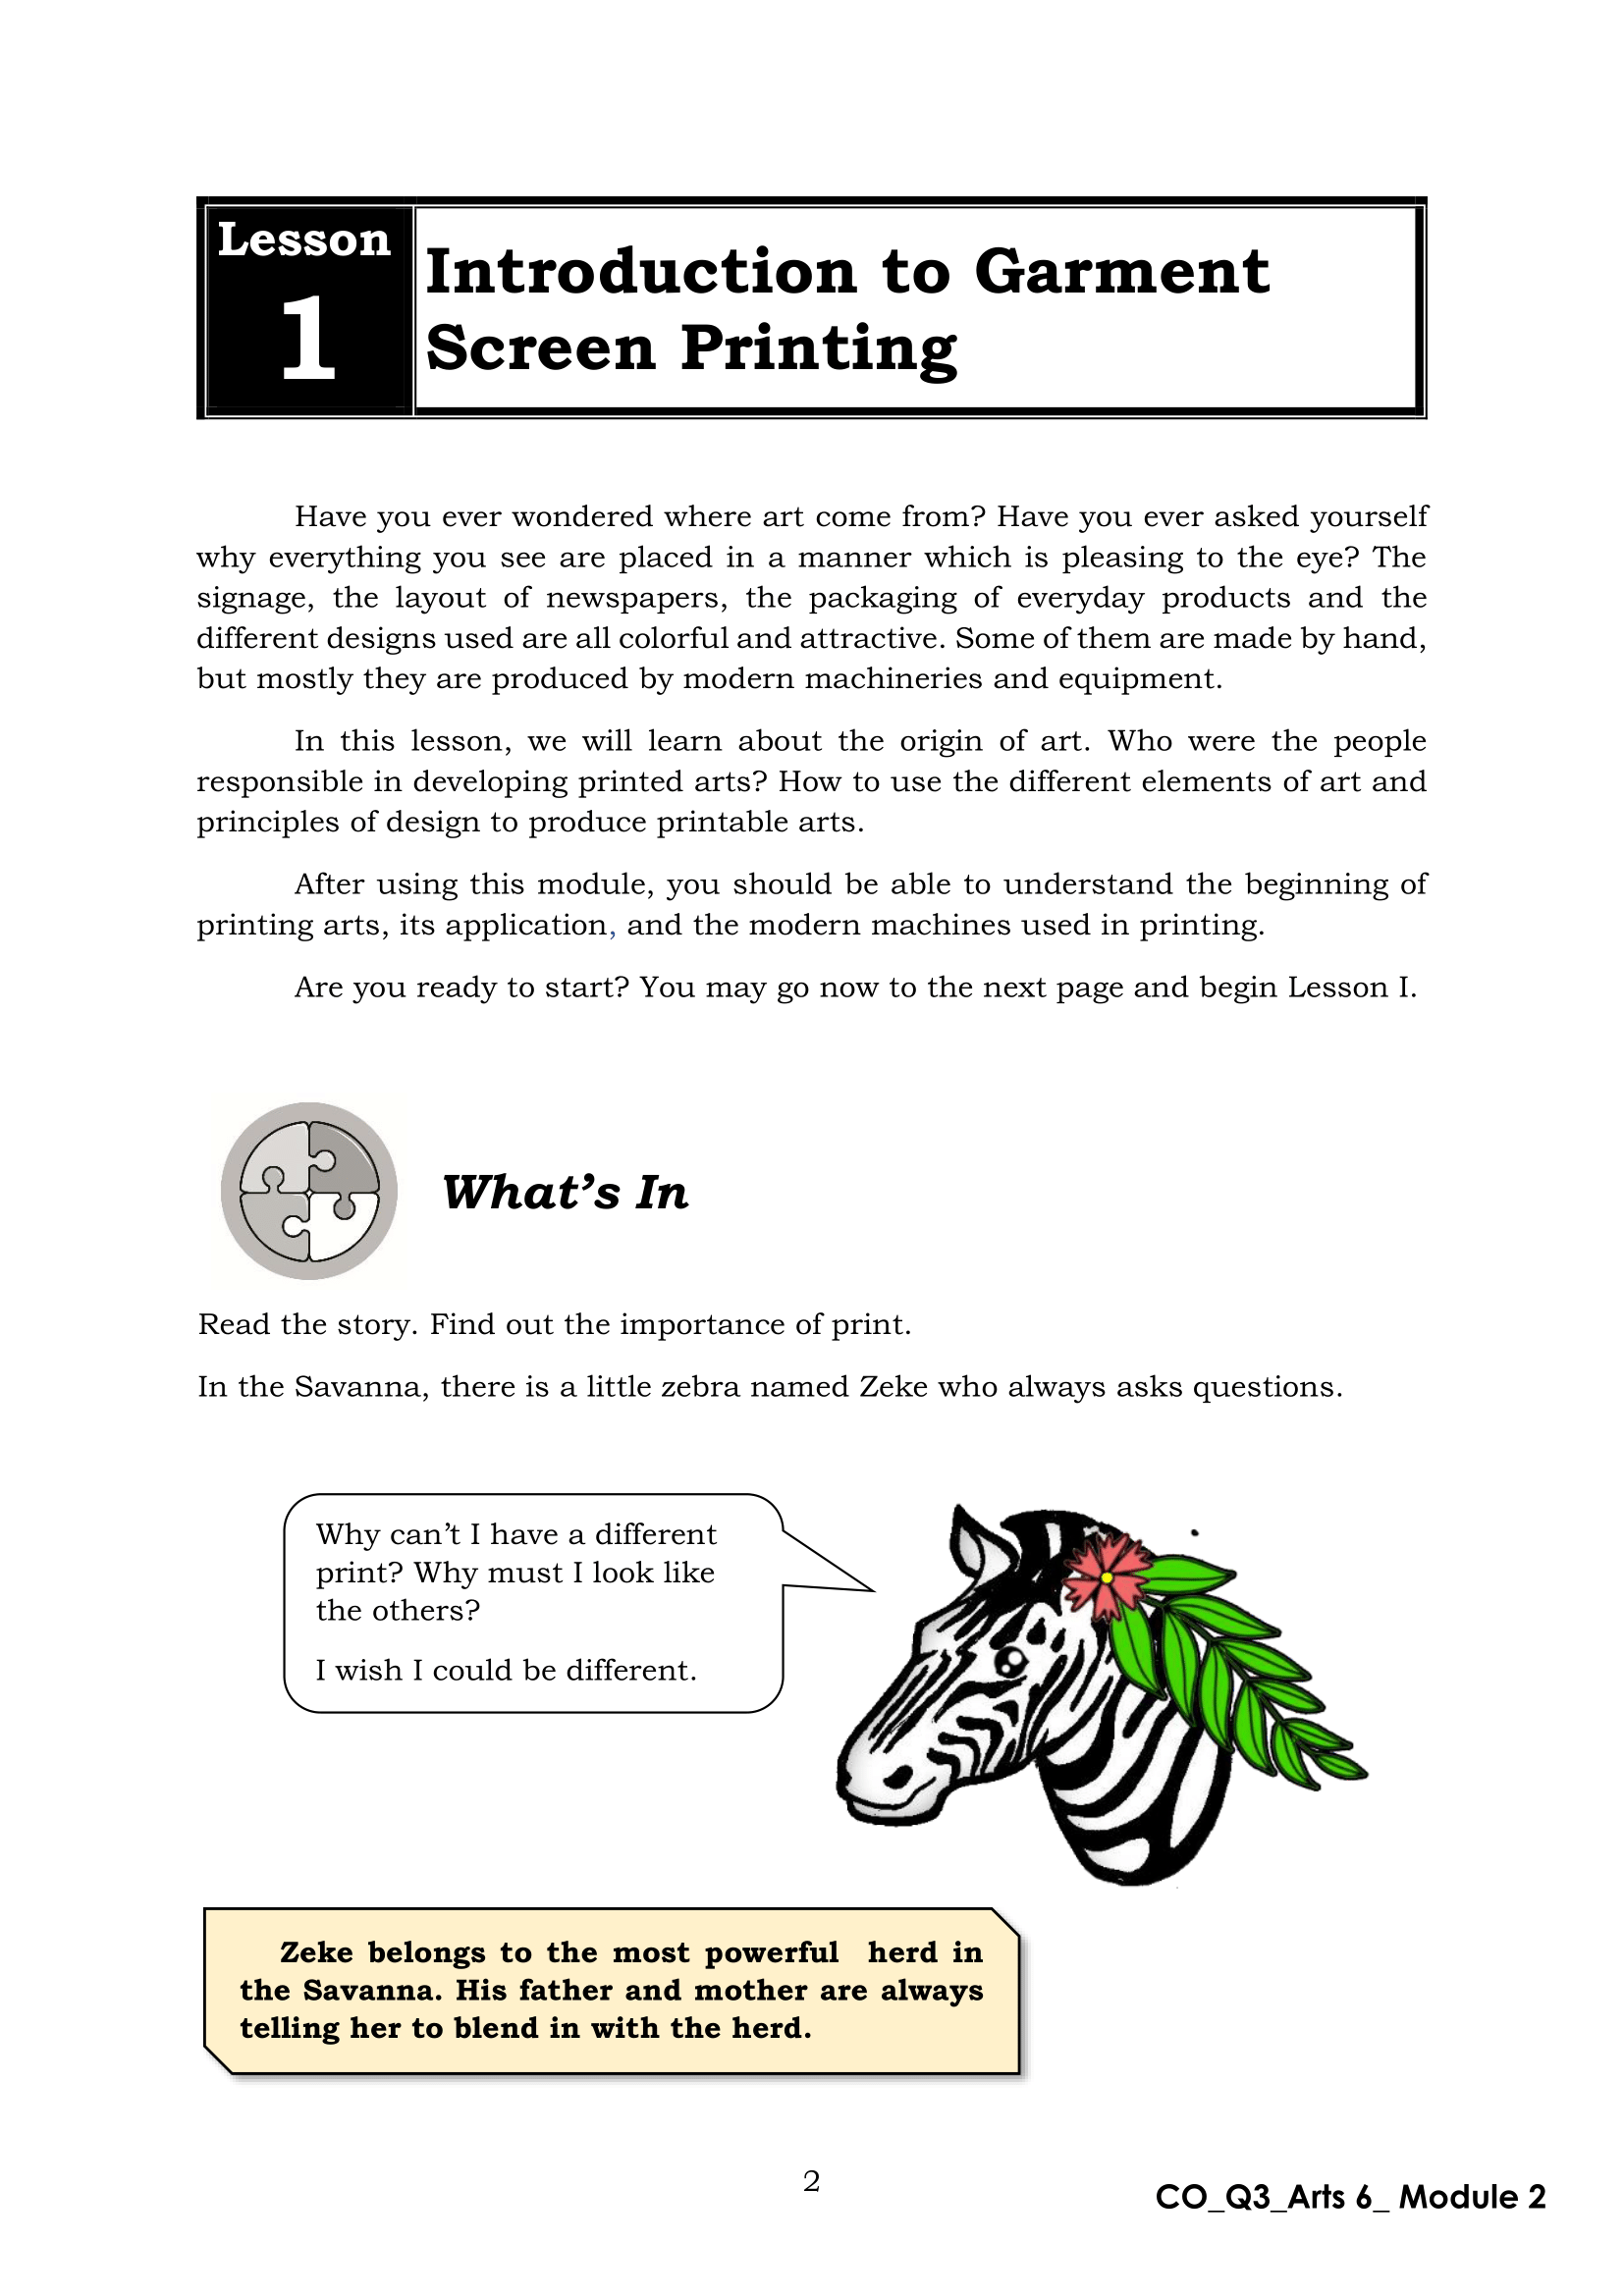 Lesson
1
Introduction to Garment
Screen Printing
Have you ever wondered where art come from? Have you ever asked yourself
why everything you see are placed in a manner which is pleasing to the eye? The
signage, the layout of newspapers, the packaging of everyday products and the
different designs used are all colorful and attractive. Some of them are made by hand,
but mostly they are produced by modern machineries and equipment.
In this lesson, we will learn about the origin of art. Who were the people
responsible in developing printed arts? How to use the different elements of art and
principles of design to produce printable arts.
After using this module, you should be able to understand the beginning of
printing arts, its application, and the modern machines used in printing.
Are you ready to start? You may go now to the next page and begin Lesson I.
What’s In
Read the story. Find out the importance of print.
In the Savanna, there is a little zebra named Zeke who always asks questions.
Why can’t I have a different
print? Why must I look like
the others?
I wish I could be different.
Zeke belongs to the most powerful herd in
the Savanna. His father and mother are always
telling her to blend in with the herd.
2
CO_Q3_Arts 6_ Module 2